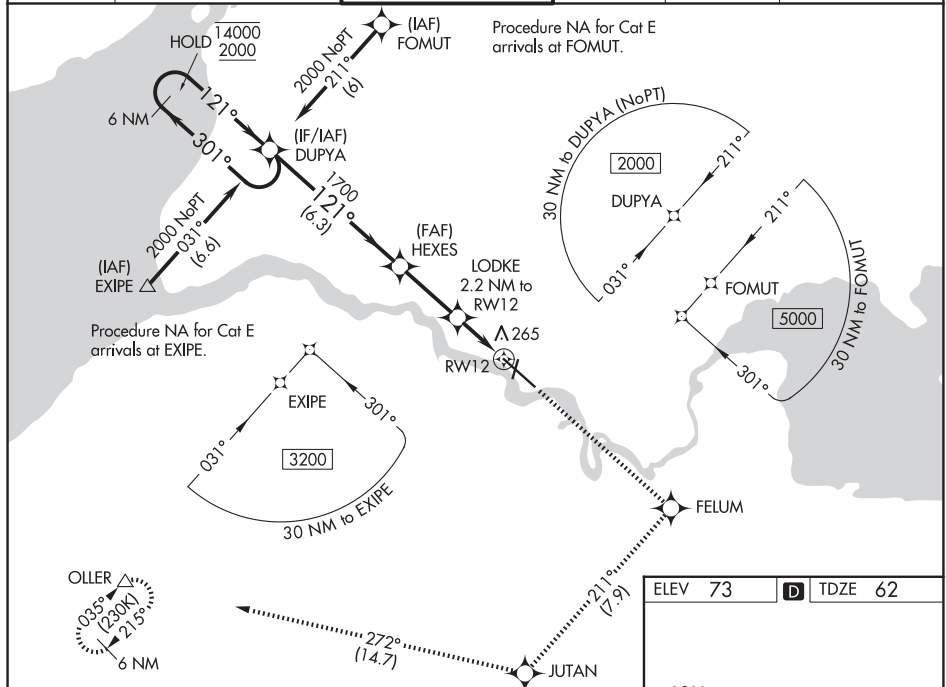 HOLD
14000
2000
6 NM
121°
301°
2000 NoPT
211°
(6)
(IAF)
FOMUT
Procedure NA for Cat E
arrivals at FOMUT.
(IF/IAF)
DUPYA
2000 NoPT
031°
(6.6)
(IAF)
EXIPE
1700
121°
(6.3)
(FAF)
HEXES
LODKE
2.2 NM to
RW12
265
RW12
Procedure NA for Cat E
arrivals at EXIPE.
30 NM to DUPYA (NoPT)
2000
211°
DUPYA
031°
211°
FOMUT
5000
30 NM to FOMUT
301°
EXIPE
031°
301°
3200
30 NM to EXIPE
FELUM
211°
(7.9)
JUTAN
272°
(14.7)
OLLER
035°
(230K)
215°
6 NM
ELEV 73
D
TDZE 62